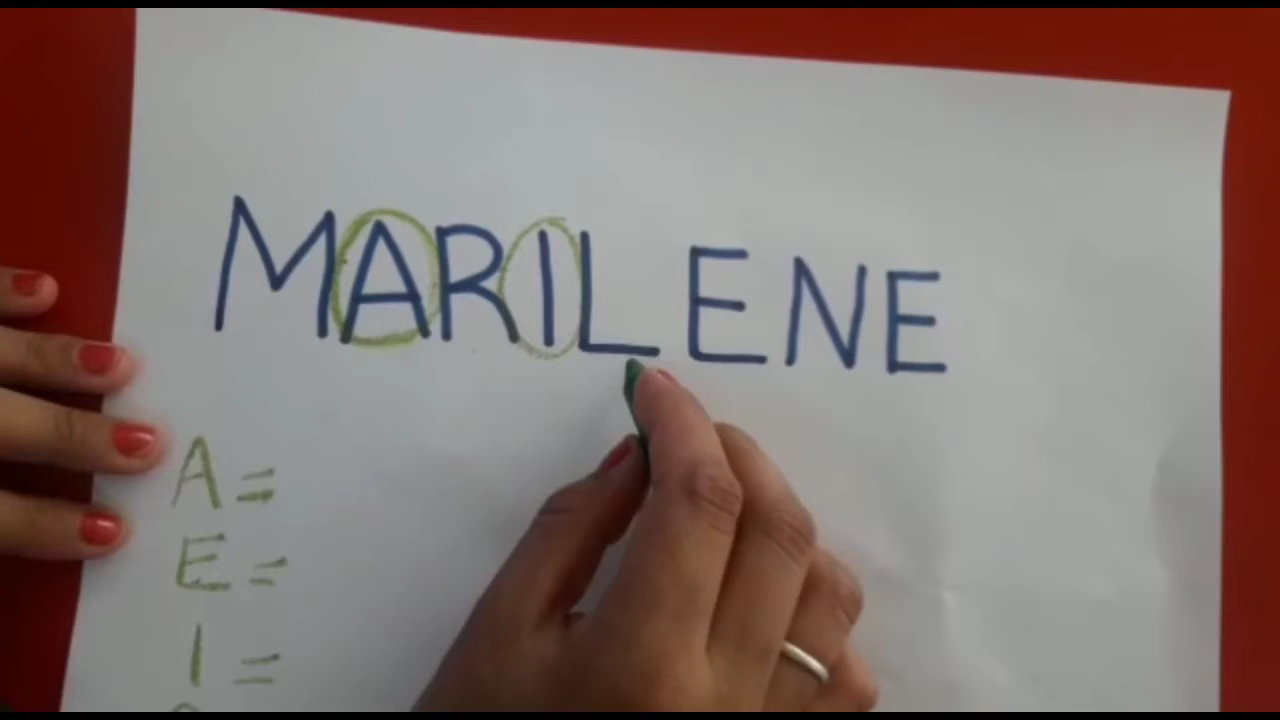 MARILENE
A =
E =
I =